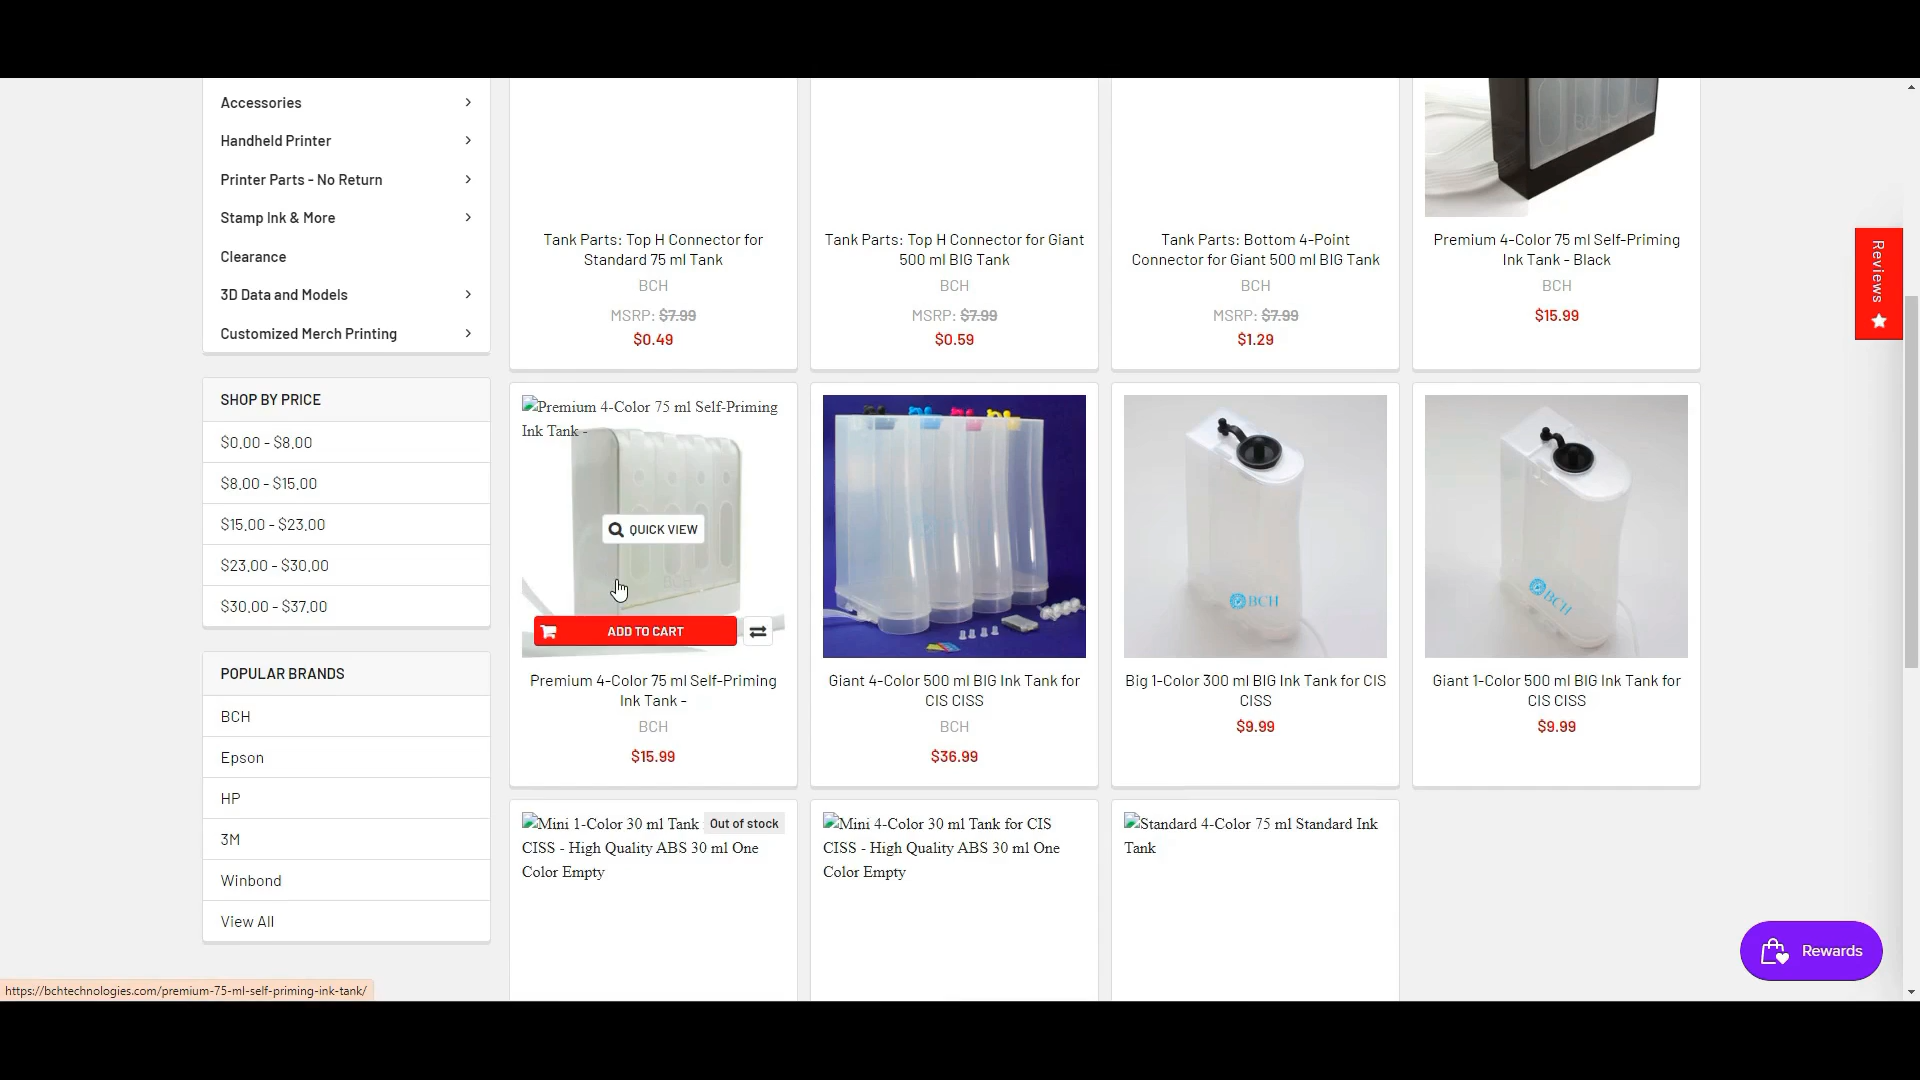 Accessories
Handheld Printer
Printer Parts - No Return
Stamp Ink & More
Clearance
3D Data and Models
Customized Merch Printing
SHOP BY PRICE
$0.00 - $8.00
$8.00 - $15.00
$15.00 - $23.00
$23.00 - $30.00
$30.00 - $37.00
POPULAR BRANDS
BCH
Epson
HP
3M
Winbond
View All
Tank Parts: Top H Connector for
Standard 75 ml Tank
BCH
MSRP: $7.99
$0.49
Tank Parts: Top H Connector for Giant
500 ml BIG Tank
BCH
MSRP: $7.99
$0.59
Tank Parts: Bottom 4-Point
Connector for Giant 500 ml BIG Tank
BCH
MSRP: $7.99
$1.29
BCH
Premium 4-Color 75 ml Self-Priming
Ink Tank - Black
BCH
$15.99
Premium 4-Color 75 ml Self-Priming
Ink Tank -
QUICK VIEW
BCH
ADD TO CART
Premium 4-Color 75 ml Self-Priming
Ink Tank -
BCH
$15.99
Giant 4-Color 500 ml BIG Ink Tank for
CIS CISS
BCH
$36.99
BCH
Big 1-Color 300 ml BIG Ink Tank for CIS
CISS
$9.99
BCH
Giant 1-Color 500 ml BIG Ink Tank for
CIS CISS
$9.99
Mini 1-Color 30 ml Tank
Out of stock
CISS - High Quality ABS 30 ml One
Color Empty
Mini 4-Color 30 ml Tank for CIS
CISS - High Quality ABS 30 ml One
Color Empty
Standard 4-Color 75 ml Standard Ink
Tank
Reviews
Rewards
https://bchtechnologies.com/premium-75-ml-self-priming-ink-tank/